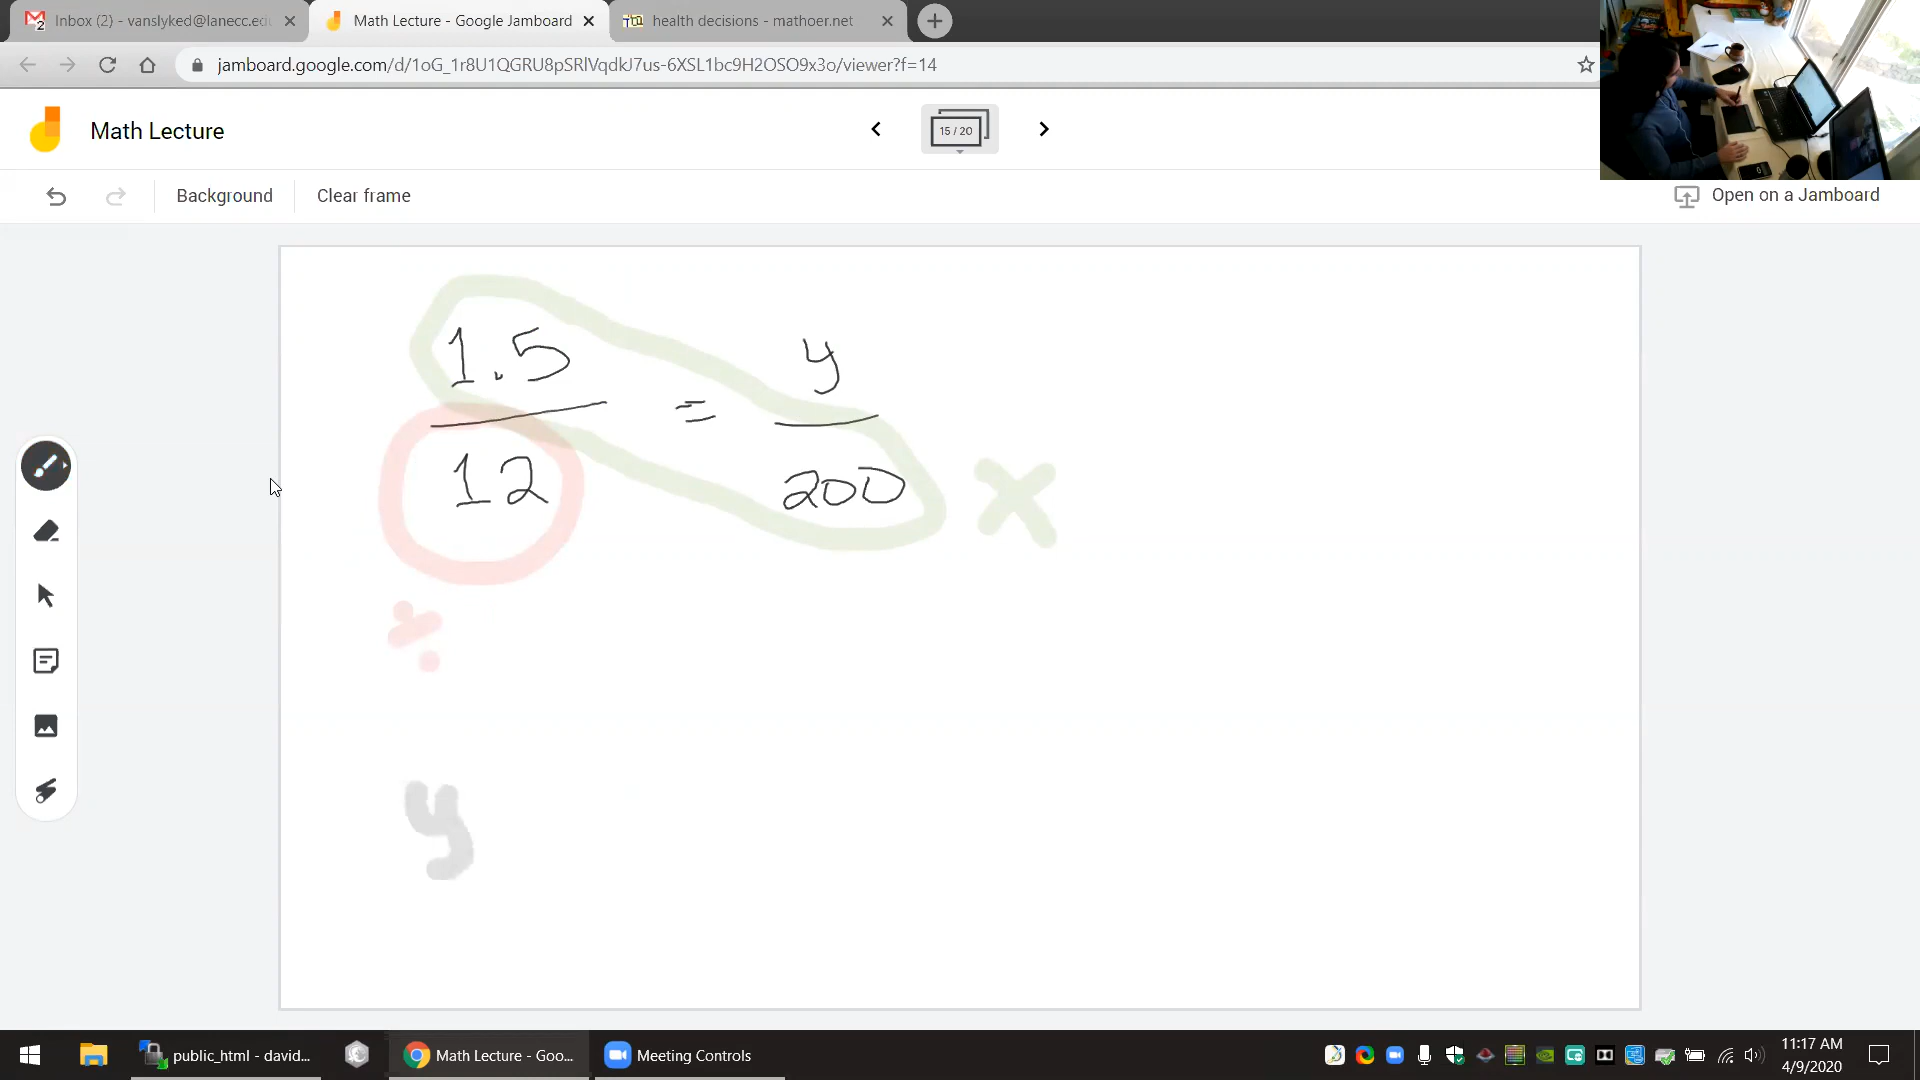 Inbox (2) - vanslyked@lanecc.edu
Math Lecture - Google Jamboard
health decisions - mathoer.net
jamboard.google.com/d/1oG_1r8U1QGRU8pSRlVqdkJ7us-6XSL1bc9H2OSO9x3o/viewer?f=14
Math Lecture
15 / 20
Background
Clear frame
Open on a Jamboard
1.5
y
=
12
200
×
÷
y
public_html - david...
Math Lecture - Goo...
Meeting Controls
11:17 AM
4/9/2020